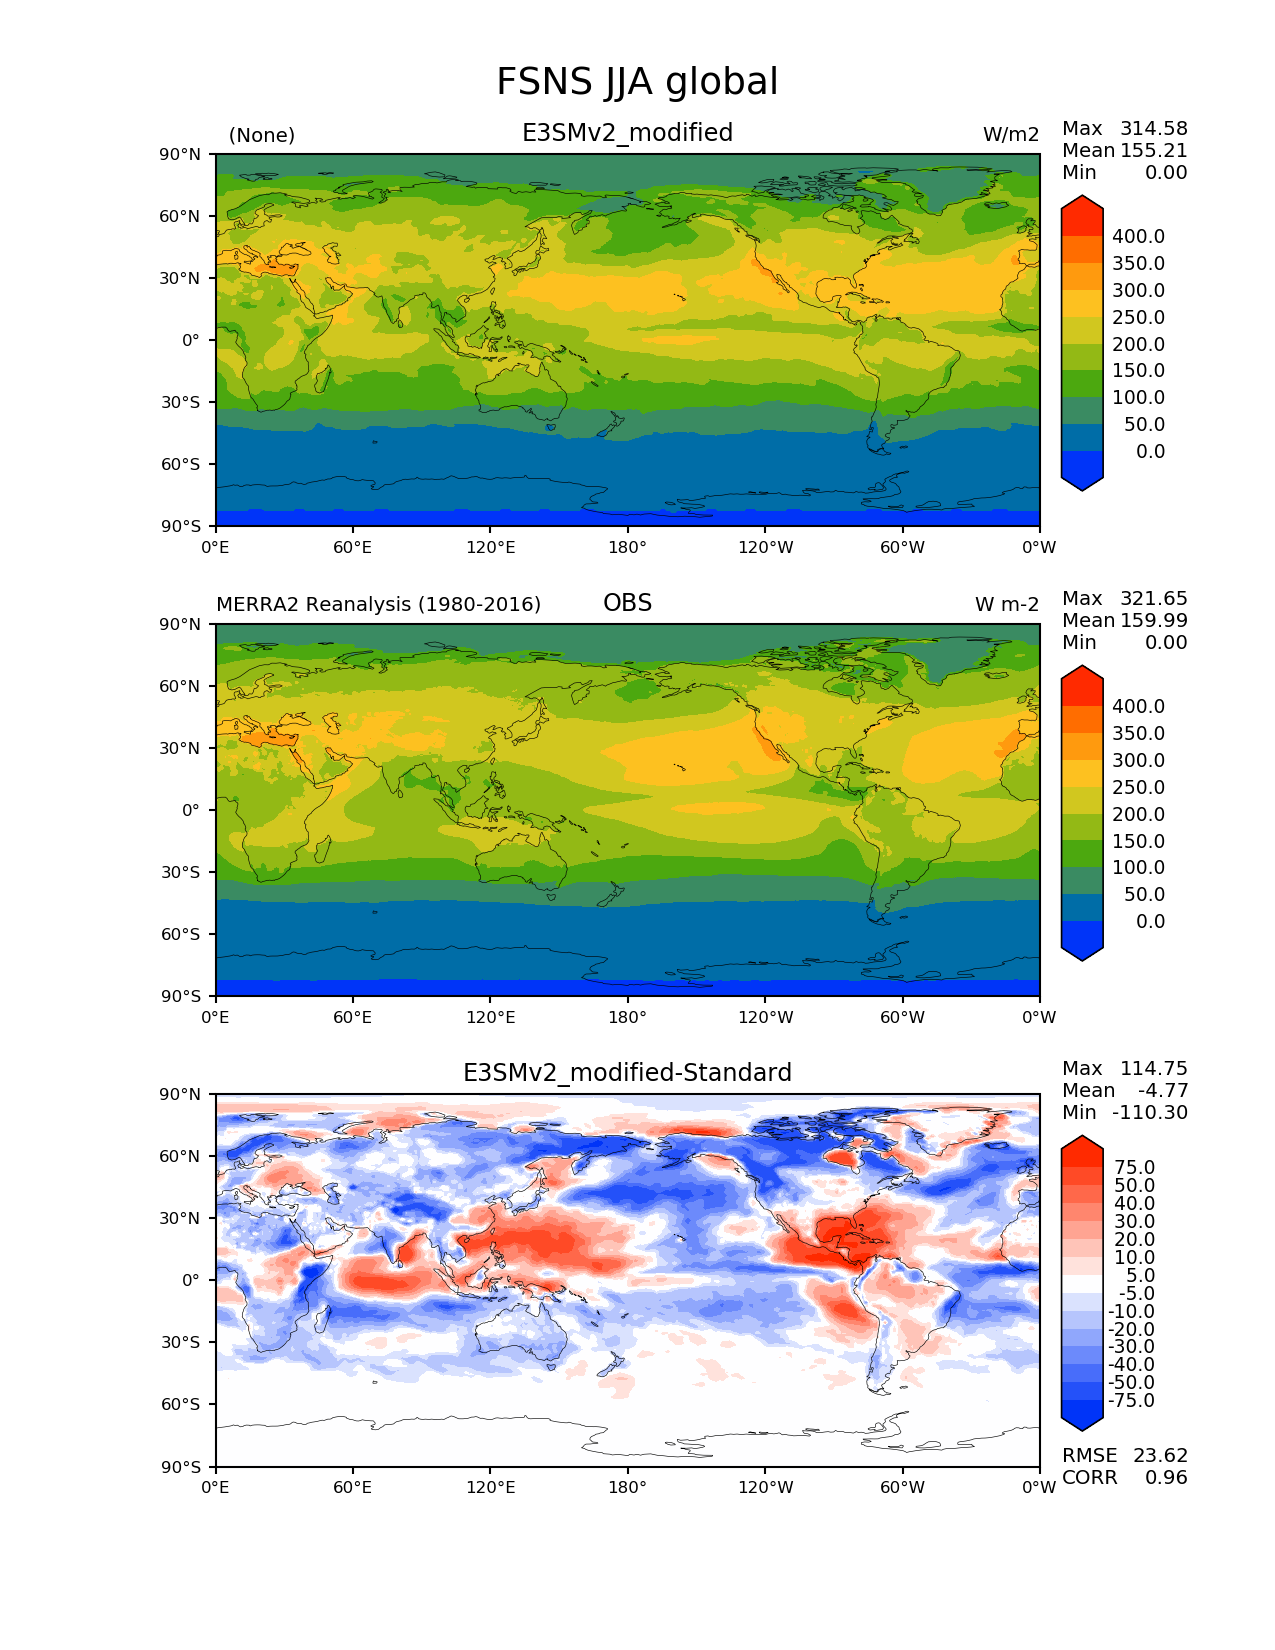 FSNS JJA global
(None) E3SMv2_modified W/m2
Max 314.58
Mean 155.21
Min 0.00
90°N
60°N
30°N
0°
30°S
60°S
90°S
0°E 60°E 120°E 180° 120°W 60°W 0°W
400.0
350.0
300.0
250.0
200.0
150.0
100.0
50.0
0.0
MERRA2 Reanalysis (1980-2016) OBS W m-2
Max 321.65
Mean 159.99
Min 0.00
90°N
60°N
30°N
0°
30°S
60°S
90°S
0°E 60°E 120°E 180° 120°W 60°W 0°W
400.0
350.0
300.0
250.0
200.0
150.0
100.0
50.0
0.0
E3SMv2_modified-Standard
Max 114.75
Mean -4.77
Min -110.30
90°N
60°N
30°N
0°
30°S
60°S
90°S
0°E 60°E 120°E 180° 120°W 60°W 0°W
75.0
50.0
40.0
30.0
20.0
10.0
5.0
-5.0
-10.0
-20.0
-30.0
-40.0
-50.0
-75.0
RMSE 23.62
CORR 0.96